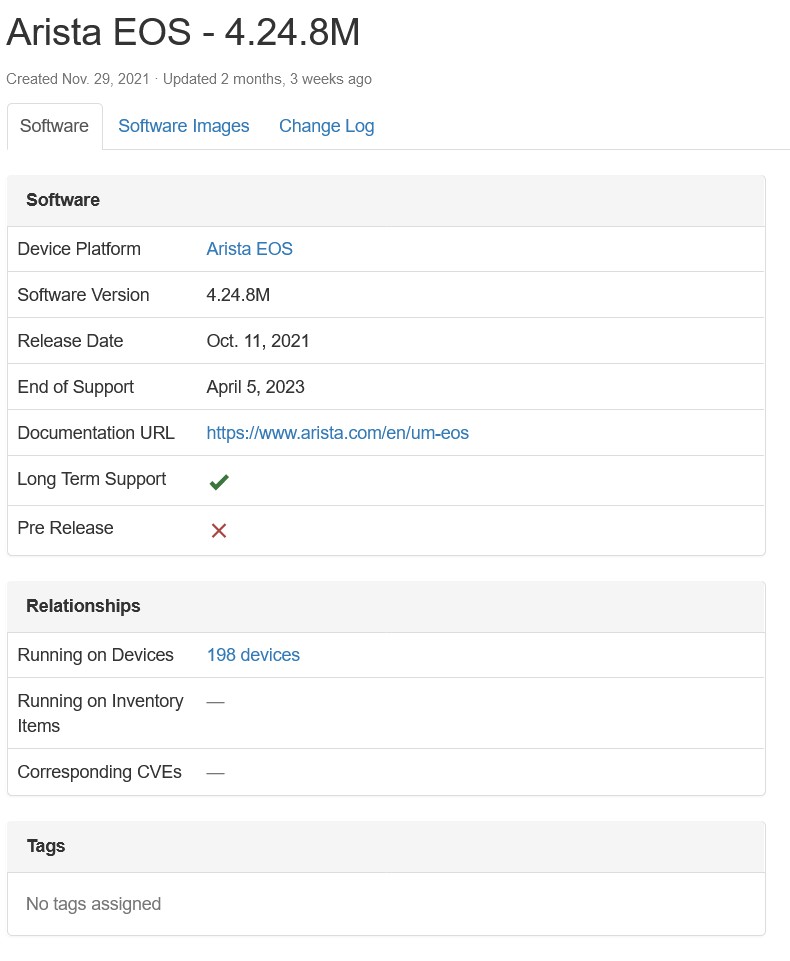 Arista EOS - 4.24.8M
Created Nov. 29, 2021 · Updated 2 months, 3 weeks ago
Software Software Images Change Log
Software
Device Platform Arista EOS
Software Version 4.24.8M
Release Date Oct. 11, 2021
End of Support April 5, 2023
Documentation URL https://www.arista.com/en/um-eos
Long Term Support
Pre Release
Relationships
Running on Devices 198 devices
Running on Inventory —
Items
Corresponding CVEs —
Tags
No tags assigned